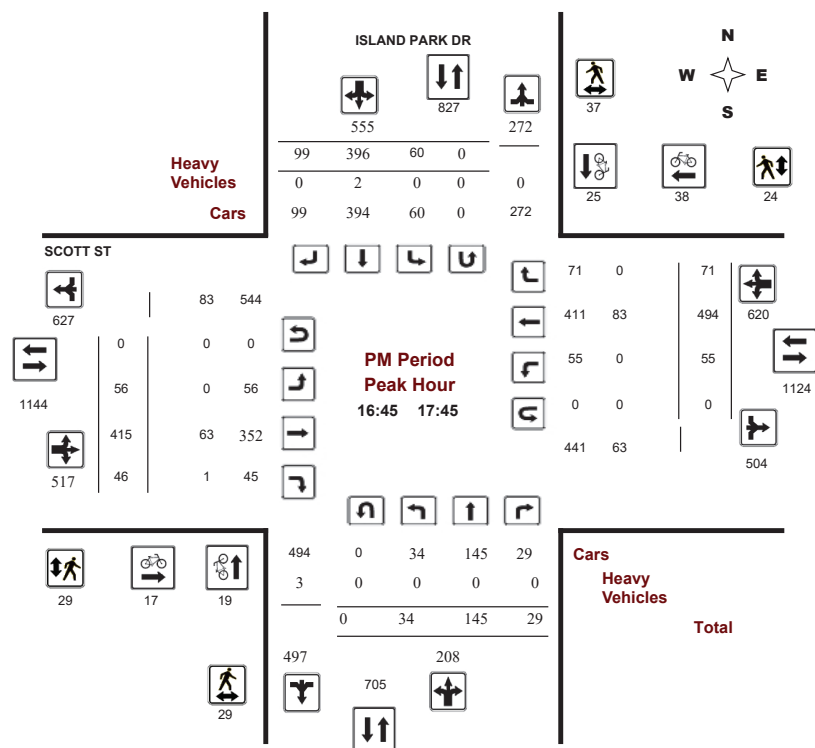 ISLAND PARK DR
N
W E
S
827
37
555 272
99 396 60 0
Heavy
Vehicles
0 2 0 0 0
25 38 24
Cars 99 394 60 0 272
SCOTT ST
627
83 544
71 0 71
411 83 494 620
0 0 0
55 0 55
1144
56 0 56
0 0 0
1124
415 63 352
441 63
504
517 46 1 45
PM Period
Peak Hour
16:45 17:45
494 0 34 145 29
Cars
3 0 0 0 0
Heavy
Vehicles
0 34 145 29
Total
29 17 19
497 208
705
29